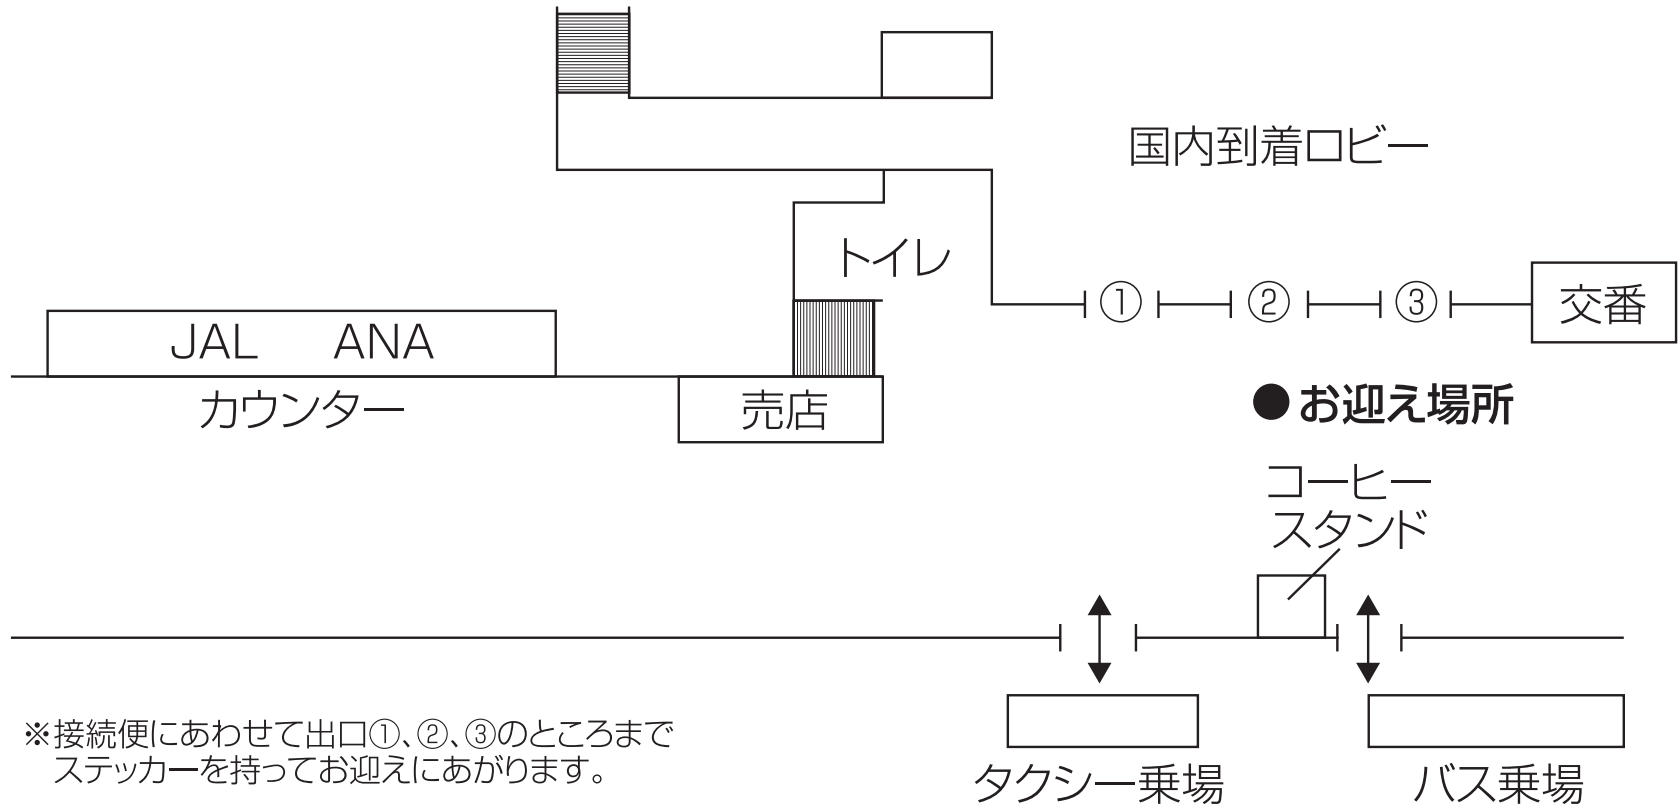 国内到着ロビー
トイレ
① ② ③ 交番
JAL ANA
カウンター
売店
●お迎え場所
コーヒー
スタンド
※接続便にあわせて出口①、②、③のところまで
ステッカーを持ってお迎えにあがります。
タクシー乗場
バス乗場